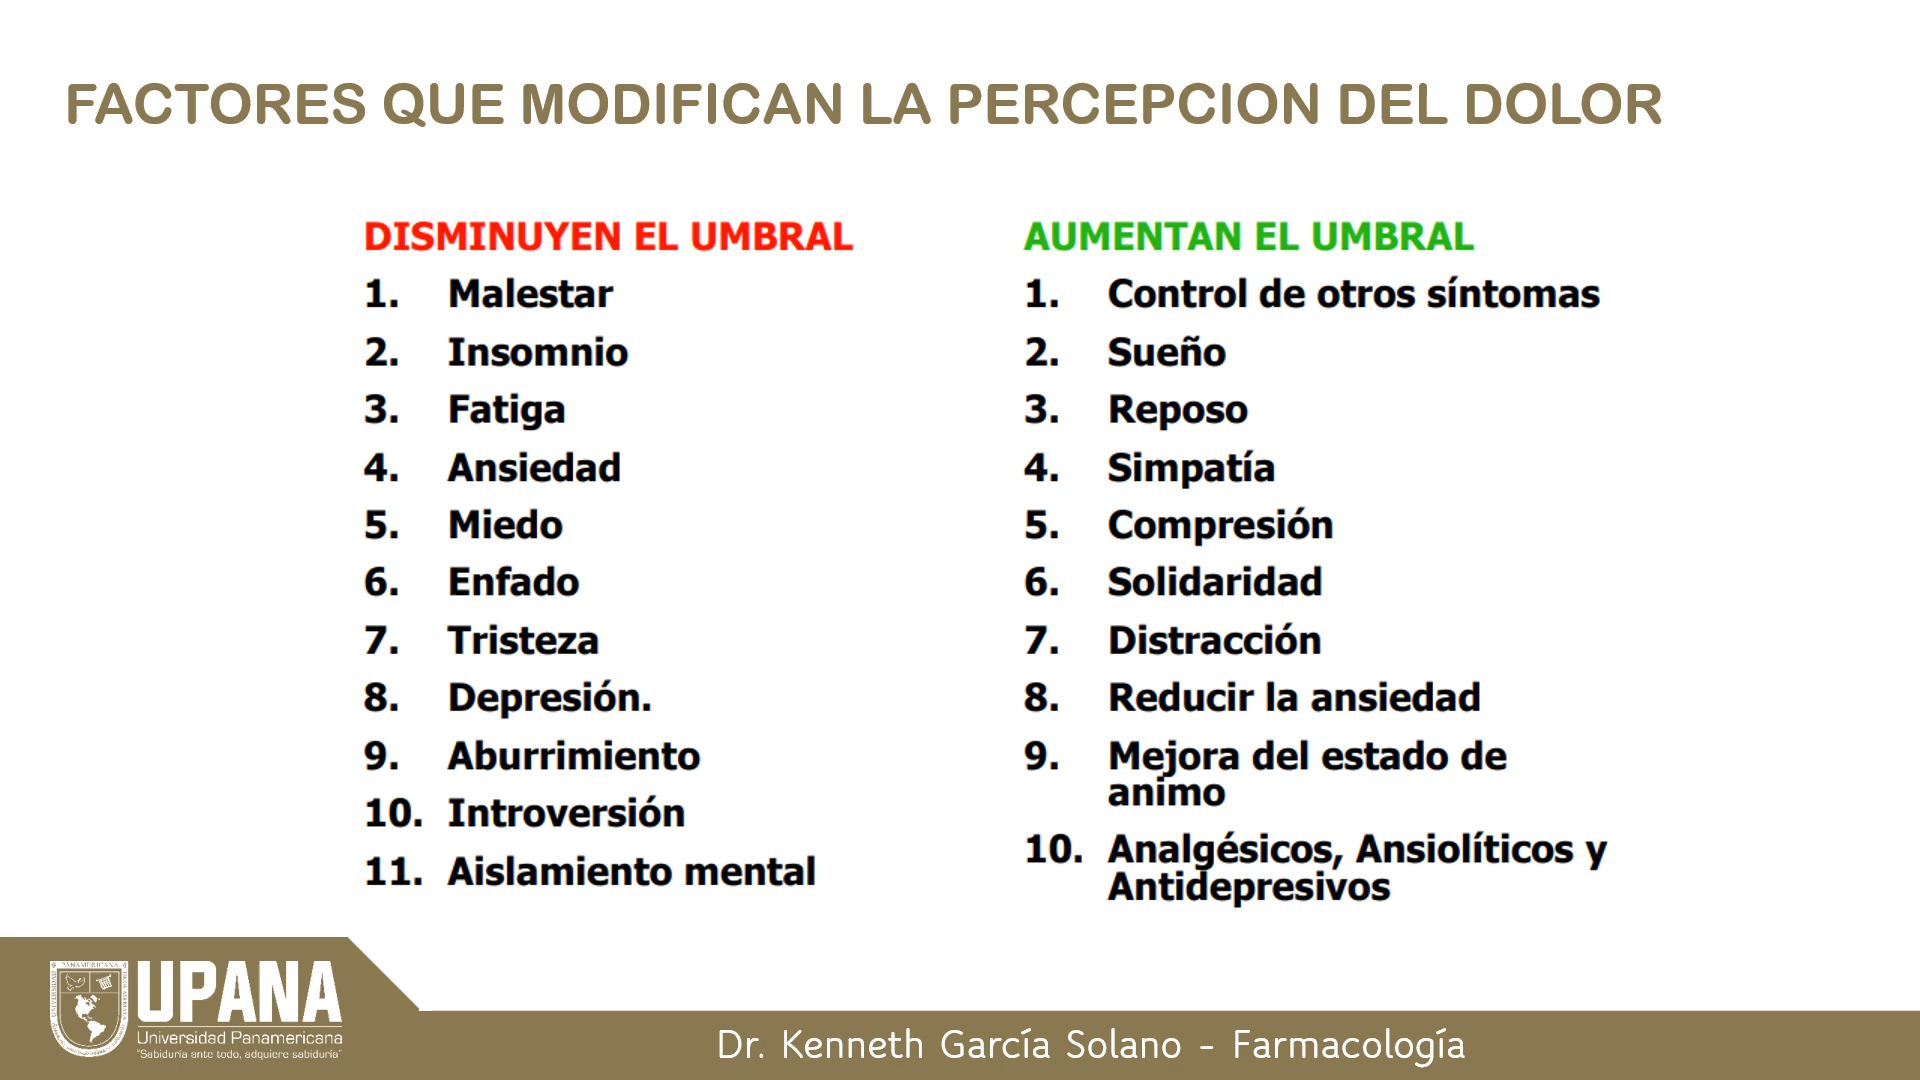 FACTORES QUE MODIFICAN LA PERCEPCION DEL DOLOR
DISMINUYEN EL UMBRAL
1. Malestar
2. Insomnio
3. Fatiga
4. Ansiedad
5. Miedo
6. Enfado
7. Tristeza
8. Depresión.
9. Aburrimiento
10. Introversión
11. Aislamiento mental
AUMENTAN EL UMBRAL
1. Control de otros síntomas
2. Sueño
3. Reposo
4. Simpatía
5. Compresión
6. Solidaridad
7. Distracción
8. Reducir la ansiedad
9. Mejora del estado de
animo
10. Analgésicos, Ansiolíticos y
Antidepresivos
UPANA
Universidad Panamericana
"Sabiduría ante todo, adquiere sabiduría"
Dr. Kenneth García Solano - Farmacología